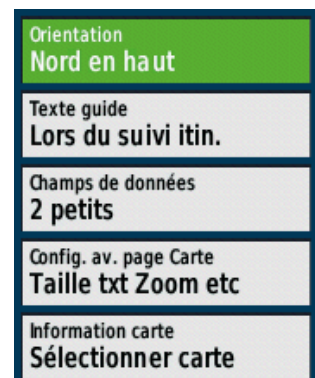 Orientation
Nord en haut
Texte guide
Lors du suivi itin.
Champs de données
2 petits
Config. av. page Carte
Taille txt Zoom etc
Information carte
Sélectionner carte